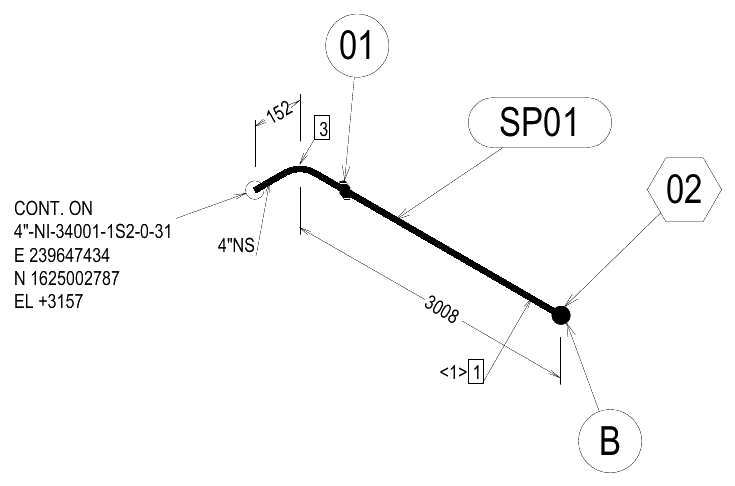 01
152
3
SP01
02
CONT. ON
4"-NI-34001-1S2-0-31
E 239647434
N 1625002787
EL +3157
4"NS
3008
<1> 1
B